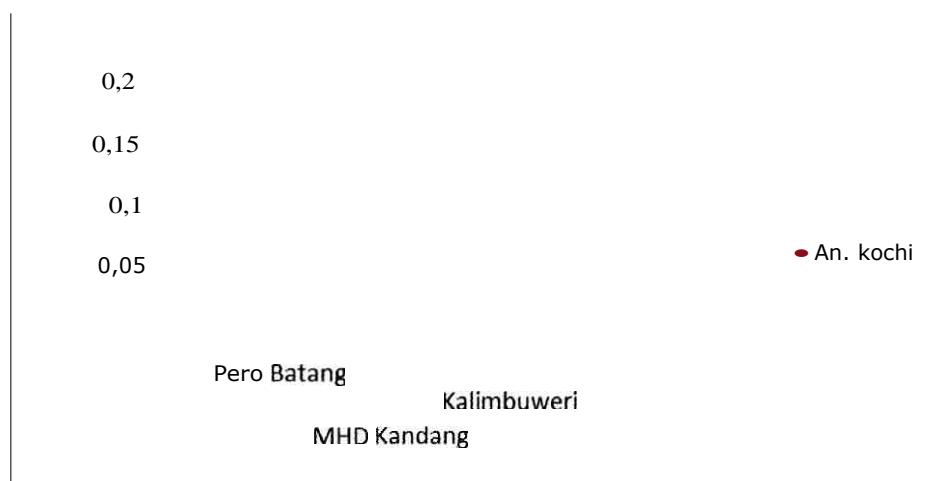 0,2
0,15
0,1
0,05
An. kochi
Pero Batang
Kalimbuweri
MHD Kandang